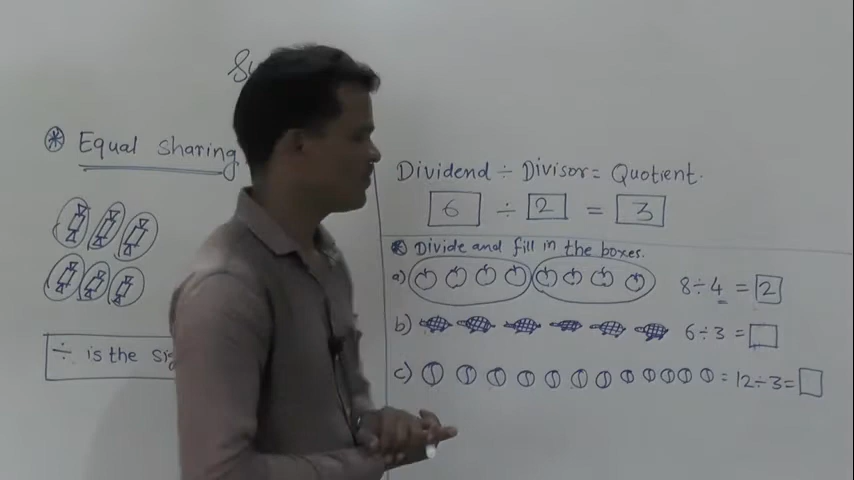 * Equal sharing
÷ is the
Dividend ÷ Divisor = Quotient.
6 ÷ 2 = 3
* Divide and fill in the boxes.
a) 8 ÷ 4 = 2
b) 6 ÷ 3 =
c) = 12 ÷ 3 =